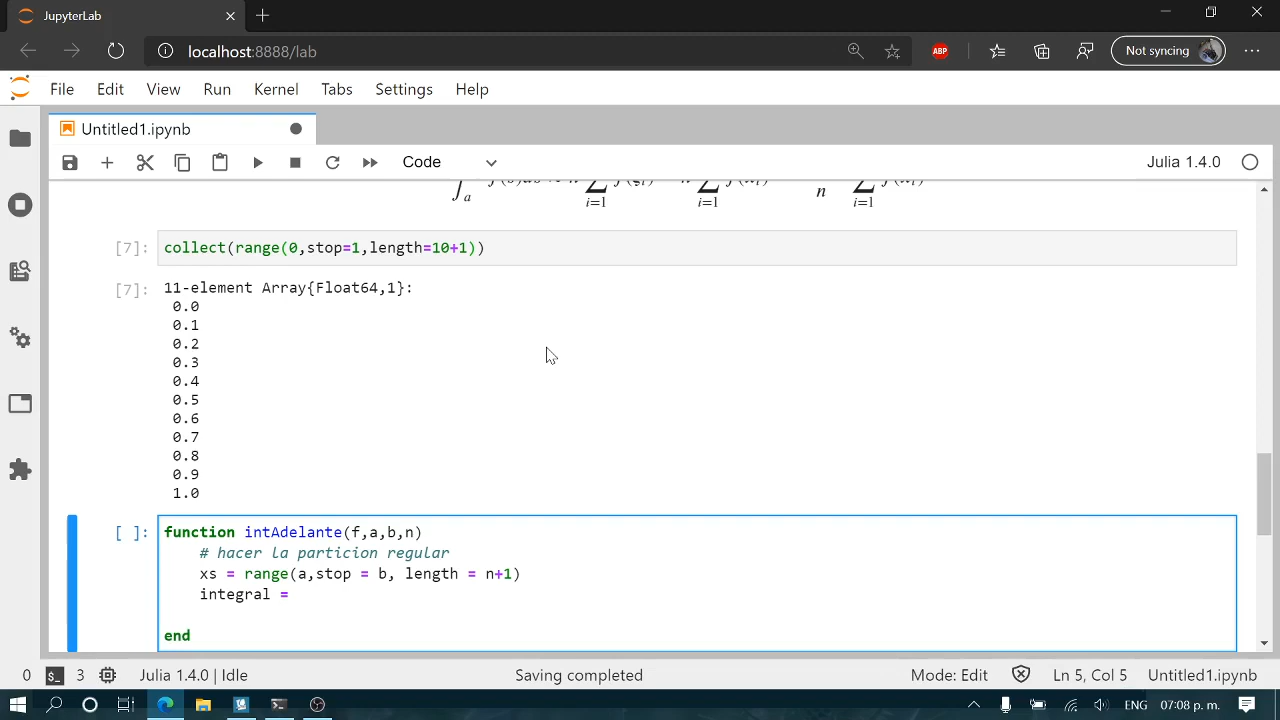 JupyterLab
localhost:8888/lab
ABP
Not syncing
File Edit View Run Kernel Tabs Settings Help
Untitled1.ipynb
Code
Julia 1.4.0
i=1 i=1 n i=1
[7]: collect(range(0,stop=1,length=10+1))
[7]: 11-element Array{Float64,1}:
0.0
0.1
0.2
0.3
0.4
0.5
0.6
0.7
0.8
0.9
1.0
[ ]: function intAdelante(f,a,b,n)
# hacer la particion regular
xs = range(a,stop = b, length = n+1)
integral =
end
0 $_ 3 Julia 1.4.0 | Idle Saving completed Mode: Edit Ln 5, Col 5 Untitled1.ipynb
ENG 07:08 p. m.